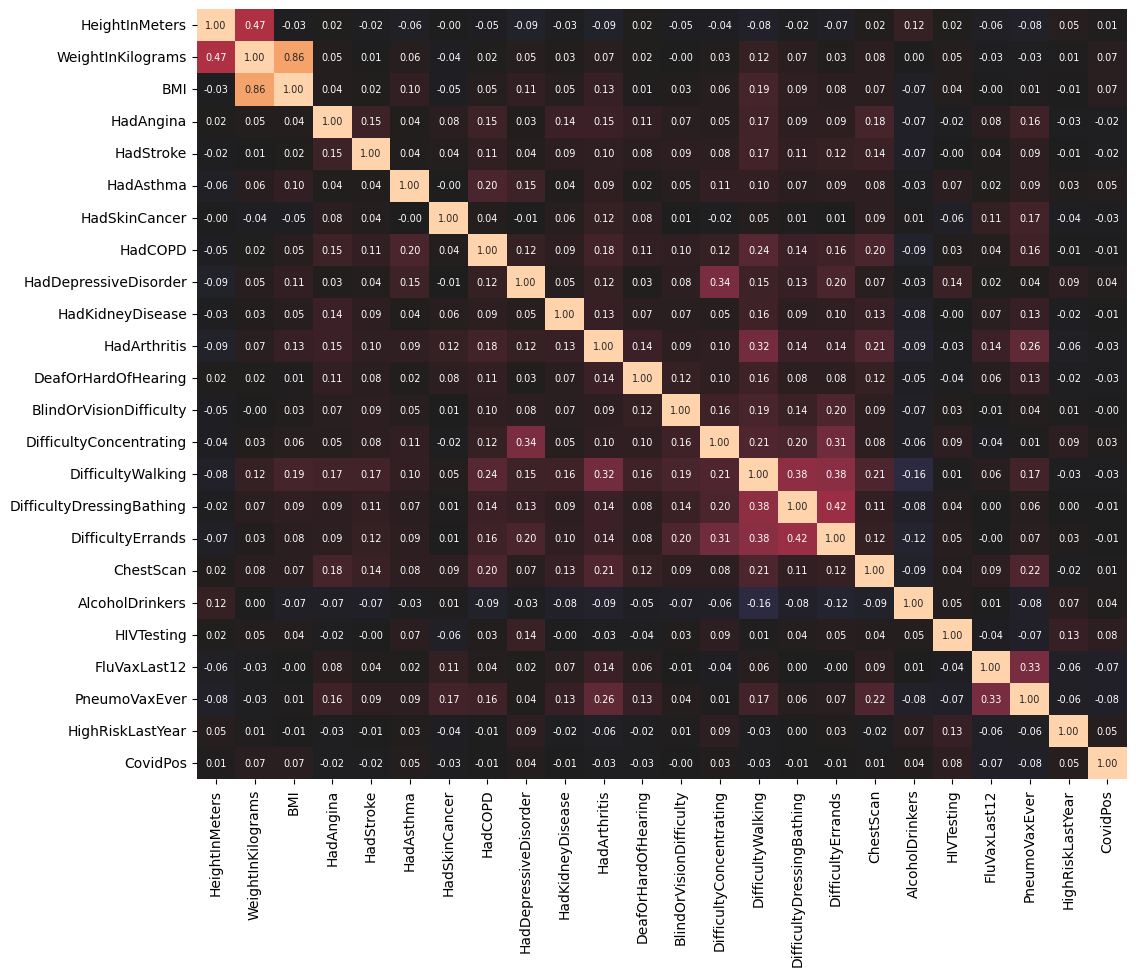 HeightInMeters 1.00 0.47 -0.03 0.02 -0.02 -0.06 -0.00 -0.05 -0.09 -0.03 -0.09 0.02 -0.05 -0.04 -0.08 -0.02 -0.07 0.02 0.12 0.02 -0.06 -0.08 0.05 0.01
WeightInKilograms 0.47 1.00 0.86 0.05 0.01 0.06 -0.04 0.02 0.05 0.03 0.07 0.02 -0.00 0.03 0.12 0.07 0.03 0.08 0.00 0.05 -0.03 -0.03 0.01 0.07
BMI -0.03 0.86 1.00 0.04 0.02 0.10 -0.05 0.05 0.11 0.05 0.13 0.01 0.03 0.06 0.19 0.09 0.08 0.07 -0.07 0.04 -0.00 0.01 -0.01 0.07
HadAngina 0.02 0.05 0.04 1.00 0.15 0.04 0.08 0.15 0.03 0.14 0.15 0.11 0.07 0.05 0.17 0.09 0.09 0.18 -0.07 -0.02 0.08 0.16 -0.03 -0.02
HadStroke -0.02 0.01 0.02 0.15 1.00 0.04 0.04 0.11 0.04 0.09 0.10 0.08 0.09 0.08 0.17 0.11 0.12 0.14 -0.07 -0.00 0.04 0.09 -0.01 -0.02
HadAsthma -0.06 0.06 0.10 0.04 0.04 1.00 -0.00 0.20 0.15 0.04 0.09 0.02 0.05 0.11 0.10 0.07 0.09 0.08 -0.03 0.07 0.02 0.09 0.03 0.05
HadSkinCancer -0.00 -0.04 -0.05 0.08 0.04 -0.00 1.00 0.04 -0.01 0.06 0.12 0.08 0.01 -0.02 0.05 0.01 0.01 0.09 0.01 -0.06 0.11 0.17 -0.04 -0.03
HadCOPD -0.05 0.02 0.05 0.15 0.11 0.20 0.04 1.00 0.12 0.09 0.18 0.11 0.10 0.12 0.24 0.14 0.16 0.20 -0.09 0.03 0.04 0.16 -0.01 -0.01
HadDepressiveDisorder -0.09 0.05 0.11 0.03 0.04 0.15 -0.01 0.12 1.00 0.05 0.12 0.03 0.08 0.34 0.15 0.13 0.20 0.07 -0.03 0.14 0.02 0.04 0.09 0.04
HadKidneyDisease -0.03 0.03 0.05 0.14 0.09 0.04 0.06 0.09 0.05 1.00 0.13 0.07 0.07 0.05 0.16 0.09 0.10 0.13 -0.08 -0.00 0.07 0.13 -0.02 -0.01
HadArthritis -0.09 0.07 0.13 0.15 0.10 0.09 0.12 0.18 0.12 0.13 1.00 0.14 0.09 0.10 0.32 0.14 0.14 0.21 -0.09 -0.03 0.14 0.26 -0.06 -0.03
DeafOrHardOfHearing 0.02 0.02 0.01 0.11 0.08 0.02 0.08 0.11 0.03 0.07 0.14 1.00 0.12 0.10 0.16 0.08 0.08 0.12 -0.05 -0.04 0.06 0.13 -0.02 -0.03
BlindOrVisionDifficulty -0.05 -0.00 0.03 0.07 0.09 0.05 0.01 0.10 0.08 0.07 0.09 0.12 1.00 0.16 0.19 0.14 0.20 0.09 -0.07 0.03 -0.01 0.04 0.01 -0.00
DifficultyConcentrating -0.04 0.03 0.06 0.05 0.08 0.11 -0.02 0.12 0.34 0.05 0.10 0.10 0.16 1.00 0.21 0.20 0.31 0.08 -0.06 0.09 -0.04 0.01 0.09 0.03
DifficultyWalking -0.08 0.12 0.19 0.17 0.17 0.10 0.05 0.24 0.15 0.16 0.32 0.16 0.19 0.21 1.00 0.38 0.38 0.21 -0.16 0.01 0.06 0.17 -0.03 -0.03
DifficultyDressingBathing -0.02 0.07 0.09 0.09 0.11 0.07 0.01 0.14 0.13 0.09 0.14 0.08 0.14 0.20 0.38 1.00 0.42 0.11 -0.08 0.04 0.00 0.06 0.00 -0.01
DifficultyErrands -0.07 0.03 0.08 0.09 0.12 0.09 0.01 0.16 0.20 0.10 0.14 0.08 0.20 0.31 0.38 0.42 1.00 0.12 -0.12 0.05 -0.00 0.07 0.03 -0.01
ChestScan 0.02 0.08 0.07 0.18 0.14 0.08 0.09 0.20 0.07 0.13 0.21 0.12 0.09 0.08 0.21 0.11 0.12 1.00 -0.09 0.04 0.09 0.22 -0.02 0.01
AlcoholDrinkers 0.12 0.00 -0.07 -0.07 -0.07 -0.03 0.01 -0.09 -0.03 -0.08 -0.09 -0.05 -0.07 -0.06 -0.16 -0.08 -0.12 -0.09 1.00 0.05 0.01 -0.08 0.07 0.04
HIVTesting 0.02 0.05 0.04 -0.02 -0.00 0.07 -0.06 0.03 0.14 -0.00 -0.03 -0.04 0.03 0.09 0.01 0.04 0.05 0.04 0.05 1.00 -0.04 -0.07 0.13 0.08
FluVaxLast12 -0.06 -0.03 -0.00 0.08 0.04 0.02 0.11 0.04 0.02 0.07 0.14 0.06 -0.01 -0.04 0.06 0.00 -0.00 0.09 0.01 -0.04 1.00 0.33 -0.06 -0.07
PneumoVaxEver -0.08 -0.03 0.01 0.16 0.09 0.09 0.17 0.16 0.04 0.13 0.26 0.13 0.04 0.01 0.17 0.06 0.07 0.22 -0.08 -0.07 0.33 1.00 -0.06 -0.08
HighRiskLastYear 0.05 0.01 -0.01 -0.03 -0.01 0.03 -0.04 -0.01 0.09 -0.02 -0.06 -0.02 0.01 0.09 -0.03 0.00 0.03 -0.02 0.07 0.13 -0.06 -0.06 1.00 0.05
CovidPos 0.01 0.07 0.07 -0.02 -0.02 0.05 -0.03 -0.01 0.04 -0.01 -0.03 -0.03 -0.00 0.03 -0.03 -0.01 -0.01 0.01 0.04 0.08 -0.07 -0.08 0.05 1.00
HeightInMeters
WeightInKilograms
BMI
HadAngina
HadStroke
HadAsthma
HadSkinCancer
HadCOPD
HadDepressiveDisorder
HadKidneyDisease
HadArthritis
DeafOrHardOfHearing
BlindOrVisionDifficulty
DifficultyConcentrating
DifficultyWalking
DifficultyDressingBathing
DifficultyErrands
ChestScan
AlcoholDrinkers
HIVTesting
FluVaxLast12
PneumoVaxEver
HighRiskLastYear
CovidPos